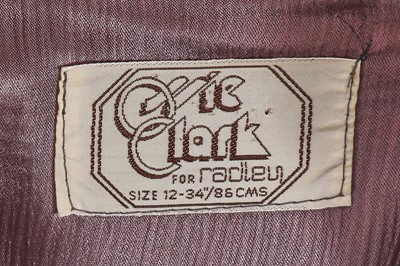 Ossie
Clark
FOR radley
SIZE 12-34"/86 CMS.